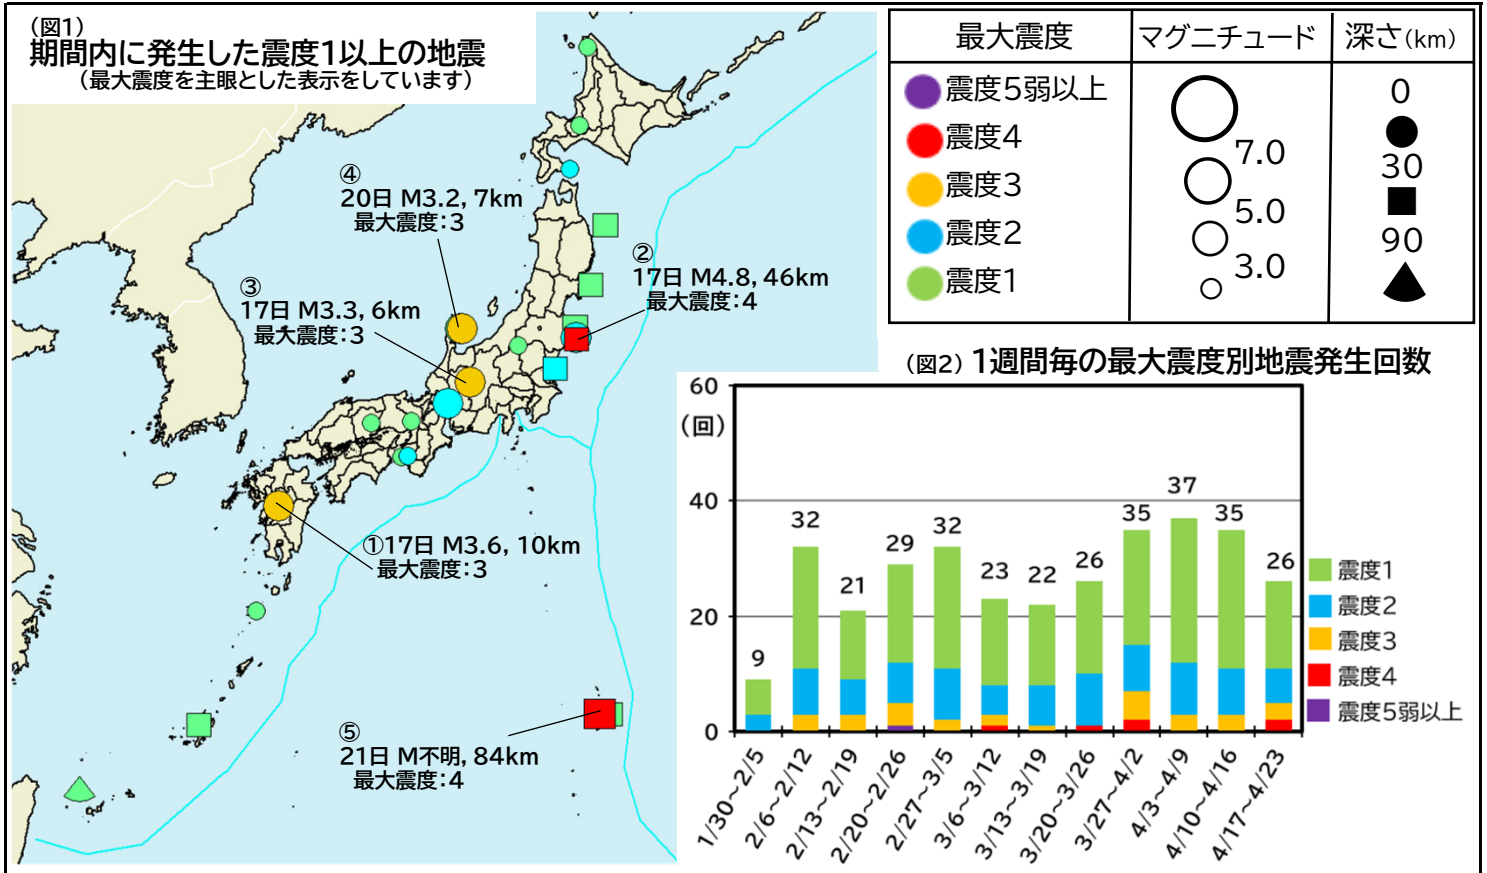 (図1)
期間内に発生した震度1以上の地震
(最大震度を主眼とした表示をしています)
④
20日 M3.2, 7km
最大震度:3
②
17日 M4.8, 46km
最大震度:4
③
17日 M3.3, 6km
最大震度:3
①17日 M3.6, 10km
最大震度:3
⑤
21日 M不明, 84km
最大震度:4
最大震度 マグニチュード 深さ(km)
震度5弱以上
震度4
震度3
震度2
震度1
7.0
5.0
3.0
0
30
90
(図2) 1週間毎の最大震度別地震発生回数
60
(回)
40
20
0
9
32
21
29
32
23
22
26
35
37
35
26
1/30~2/5
2/6~2/12
2/13~2/19
2/20~2/26
2/27~3/5
3/6~3/12
3/13~3/19
3/20~3/26
3/27~4/2
4/3~4/9
4/10~4/16
4/17~4/23
震度1
震度2
震度3
震度4
震度5弱以上